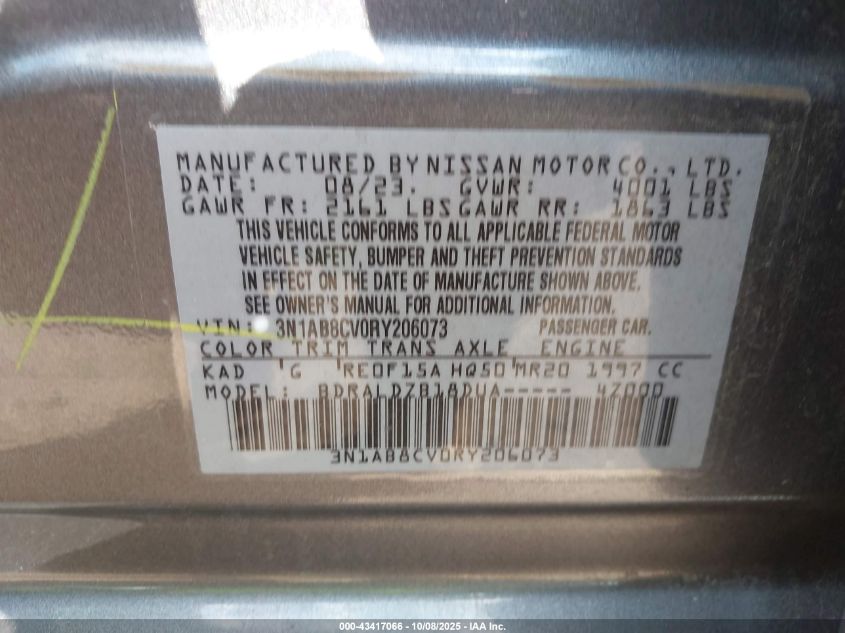 MANUFACTURED BY NISSAN MOTOR CO., LTD.
DATE: 08/23. GVWR: 4001 LBS
GAWR FR: 2161 LBS GAWR RR: 1863 LBS
THIS VEHICLE CONFORMS TO ALL APPLICABLE FEDERAL MOTOR
VEHICLE SAFETY, BUMPER AND THEFT PREVENTION STANDARDS
IN EFFECT ON THE DATE OF MANUFACTURE SHOWN ABOVE.
SEE OWNER'S MANUAL FOR ADDITIONAL INFORMATION.
VIN: 3N1AB8CV0RY206073 PASSENGER CAR.
COLOR TRIM TRANS AXLE ENGINE
KAD 'G 'RE0F15A HQ50'MR20 1997 CC
MODEL: BDRALDZB18DUA----- 4Z000
3N1AB8CV0RY206073
000-43417066 - 10/08/2025 - IAA Inc.